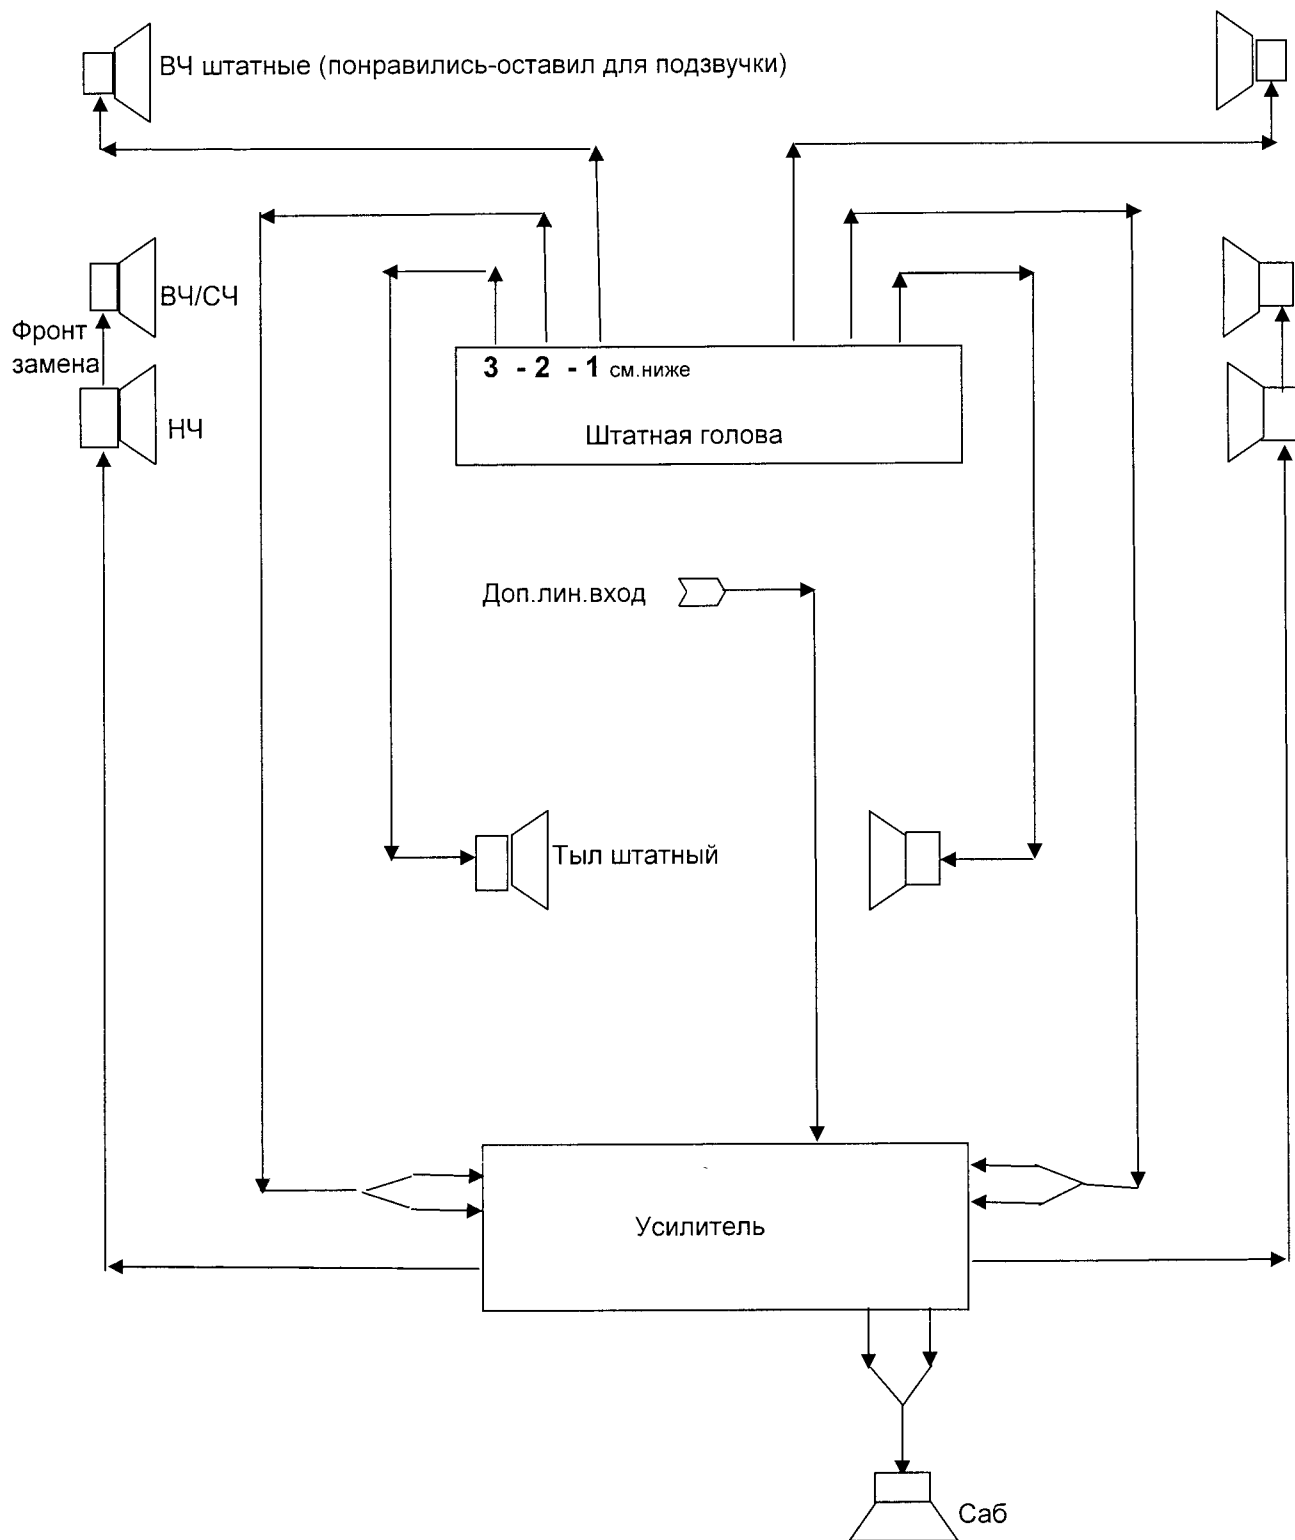 ВЧ штатные (понравились-оставил для подзвучки)
ВЧ/СЧ
Фронт
замена
НЧ
3 - 2 - 1 см.ниже
Штатная голова
Доп.лин.вход
Тыл штатный
Усилитель
Саб